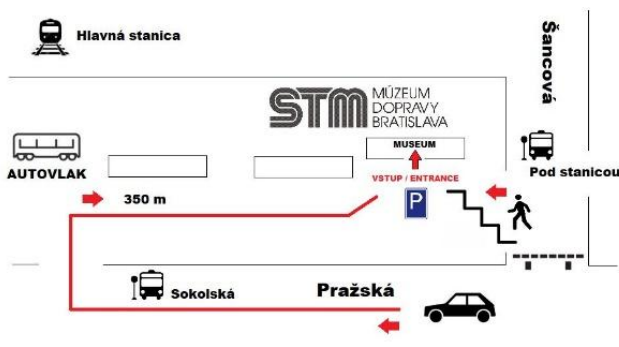 Hlavná stanica
Šancová
STM
MÚZEUM
DOPRAVY
BRATISLAVA
MUSEUM
AUTOVLAK
VSTUP / ENTRANCE
Pod stanicou
350 m
P
Sokolská
Pražská